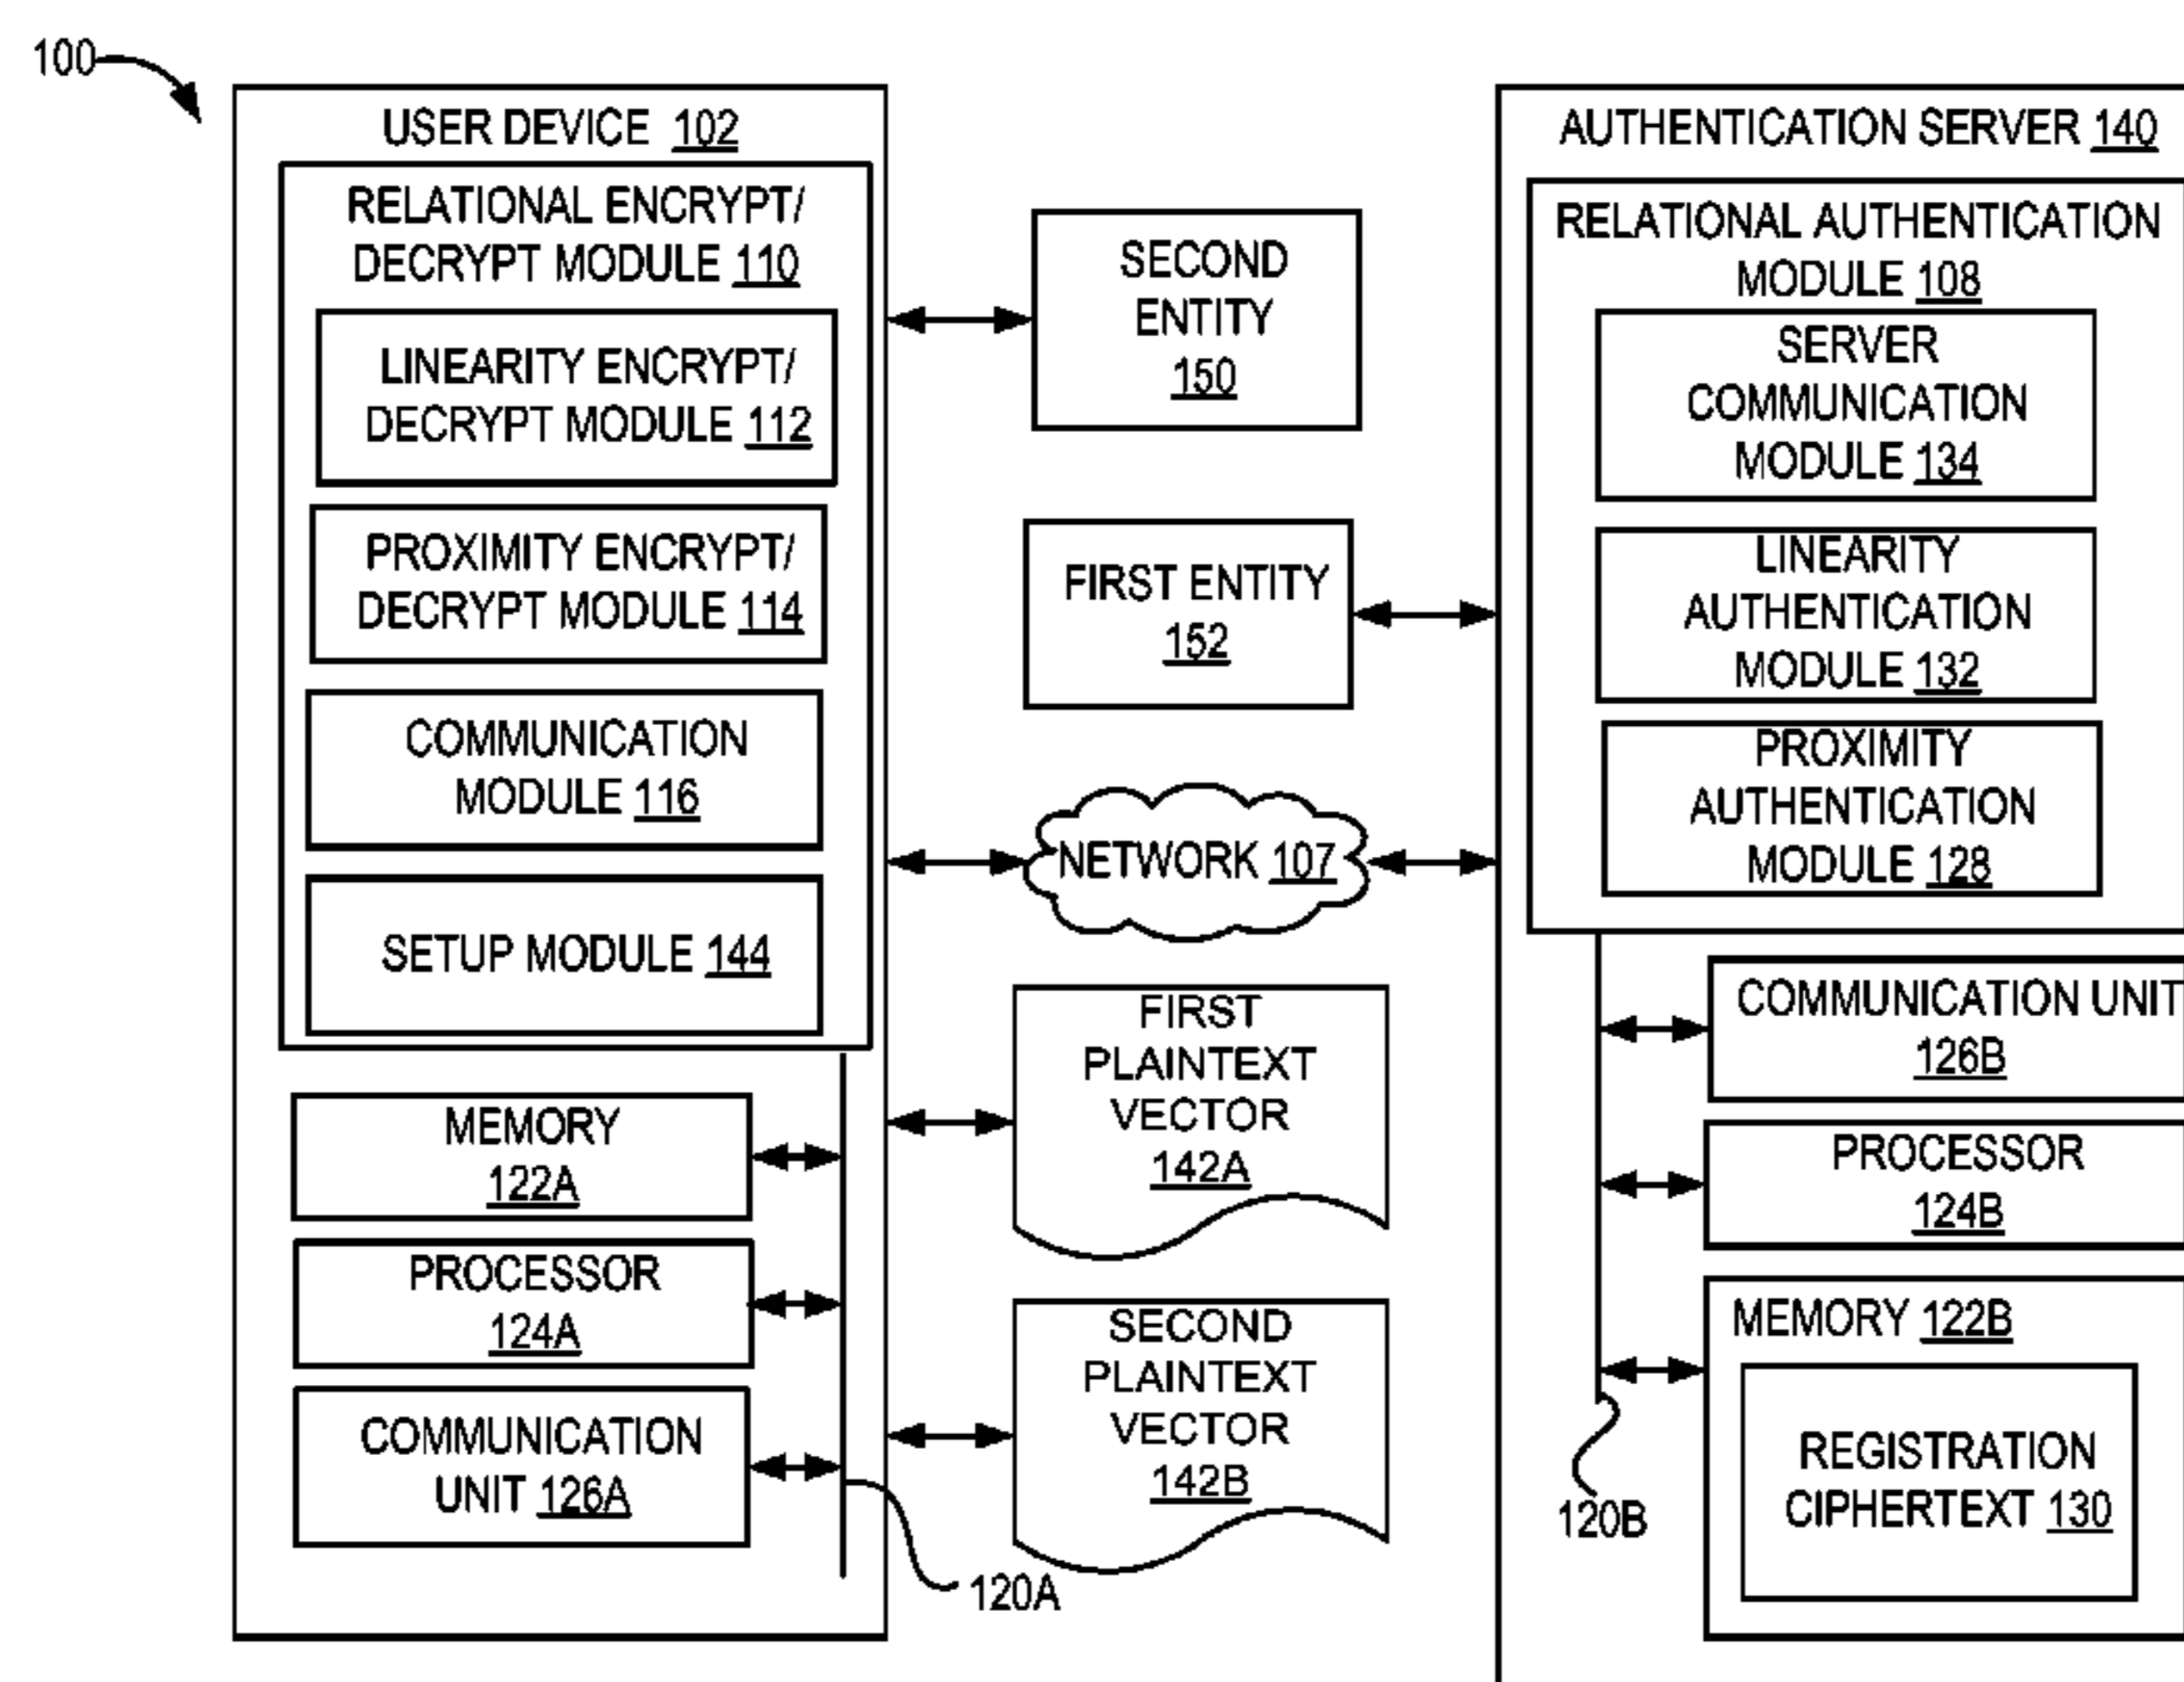 100
USER DEVICE 102
RELATIONAL ENCRYPT/
DECRYPT MODULE 110
LINEARITY ENCRYPT/
DECRYPT MODULE 112
PROXIMITY ENCRYPT/
DECRYPT MODULE 114
COMMUNICATION
MODULE 116
SETUP MODULE 144
MEMORY
122A
PROCESSOR
124A
COMMUNICATION
UNIT 126A
120A
SECOND
ENTITY
150
FIRST ENTITY
152
NETWORK 107
FIRST
PLAINTEXT
VECTOR
142A
SECOND
PLAINTEXT
VECTOR
142B
AUTHENTICATION SERVER 140
RELATIONAL AUTHENTICATION
MODULE 108
SERVER
COMMUNICATION
MODULE 134
LINEARITY
AUTHENTICATION
MODULE 132
PROXIMITY
AUTHENTICATION
MODULE 128
COMMUNICATION UNIT
126B
PROCESSOR
124B
MEMORY 122B
REGISTRATION
CIPHERTEXT 130
120B